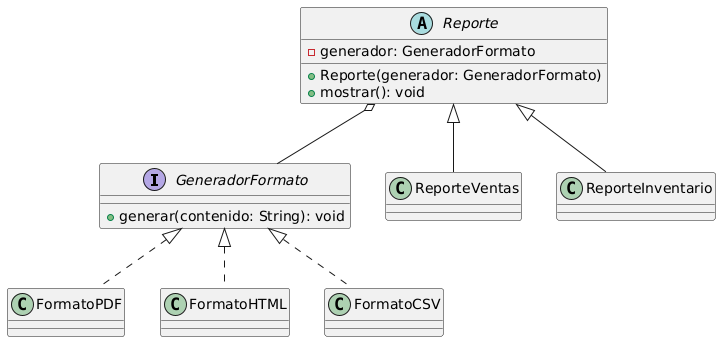 A Reporte
generador: GeneradorFormato
Reporte(generador: GeneradorFormato)
mostrar(): void
I GeneradorFormato
generar(contenido: String): void
C ReporteVentas
C ReporteInventario
C FormatoPDF
C FormatoHTML
C FormatoCSV